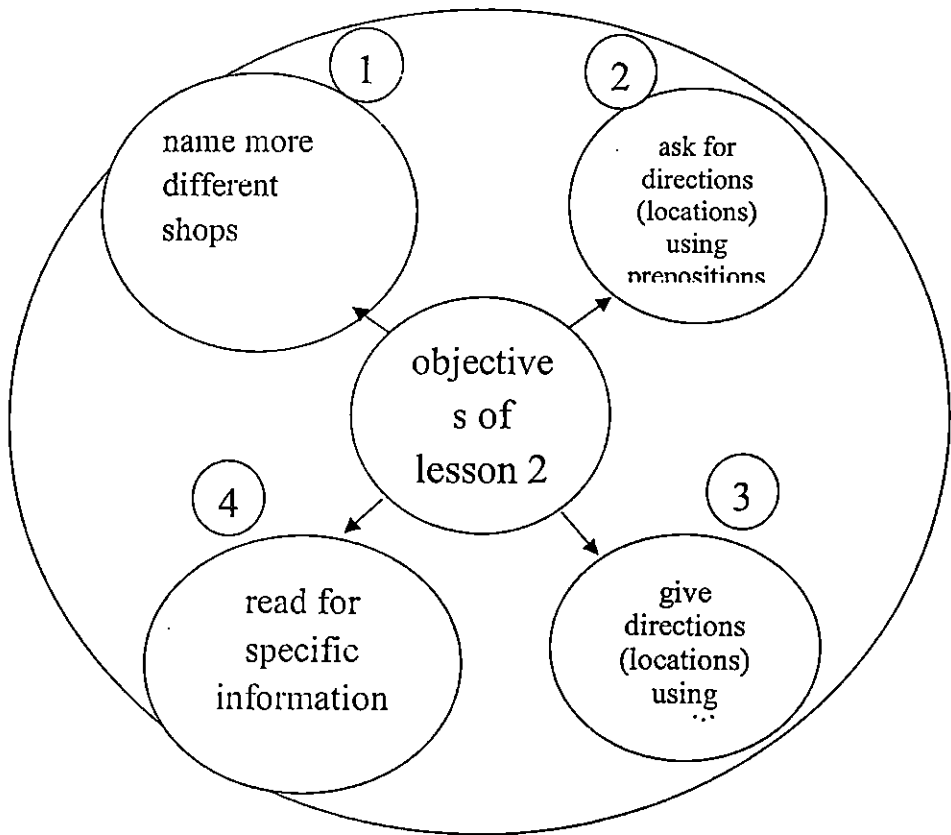 1
name more
different
shops
2
ask for
directions
(locations)
using
prepositions
objective
s of
lesson 2
3
give
directions
(locations)
using
4
read for
specific
information